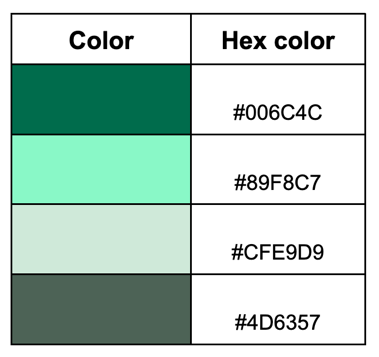 Color Hex color
#006C4C
#89F8C7
#CFE9D9
#4D6357